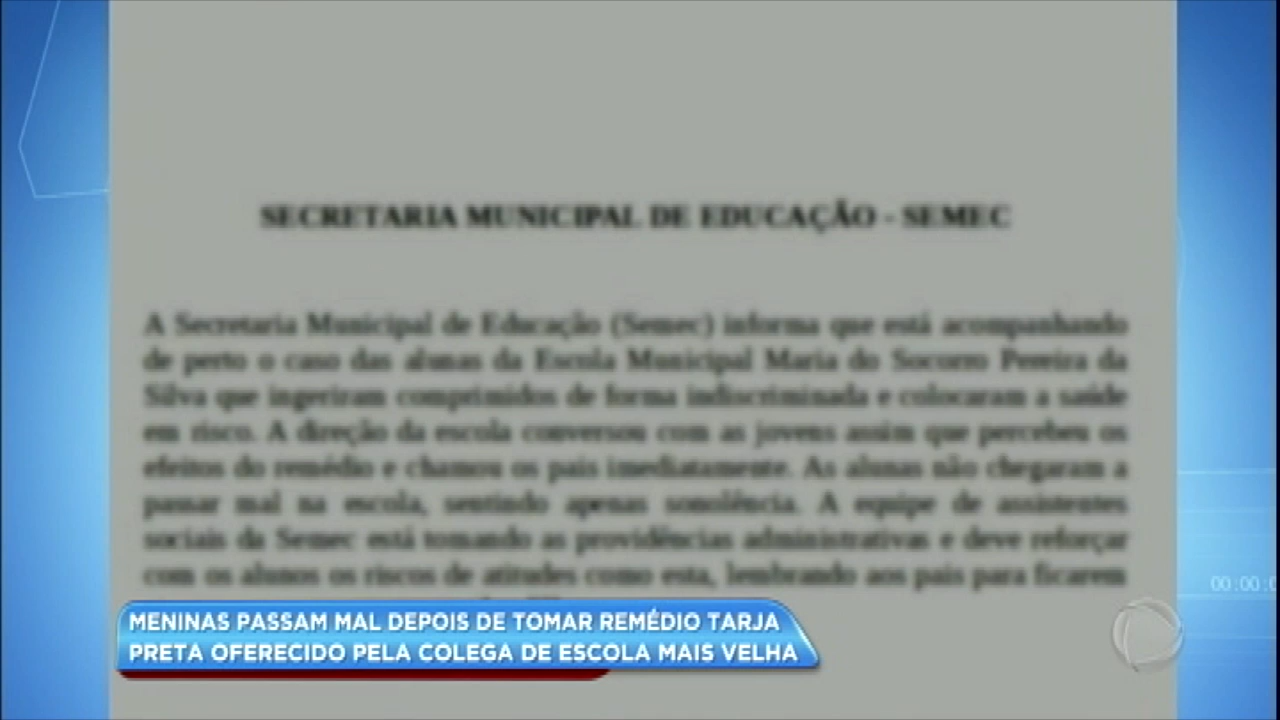 SECRETARIA MUNICIPAL DE EDUCAÇÃO - SEMEC
A Secretaria Municipal de Educação (Semec) informa que está acompanhando
de perto o caso das alunas da Escola Municipal Maria do Socorro Pereira da
Silva que ingeriram comprimidos de forma indiscriminada e colocaram a saúde
em risco. A direção da escola conversou com as jovens assim que percebeu os
efeitos do remédio e chamou os pais imediatamente. As alunas não chegaram a
passar mal na escola, sentindo apenas sonolência. A equipe de assistentes
sociais da Semec está tomando as providências administrativas e deve reforçar
com os alunos os riscos de atitudes como esta, lembrando aos pais para ficarem
00:00:0
MENINAS PASSAM MAL DEPOIS DE TOMAR REMÉDIO TARJA
PRETA OFERECIDO PELA COLEGA DE ESCOLA MAIS VELHA